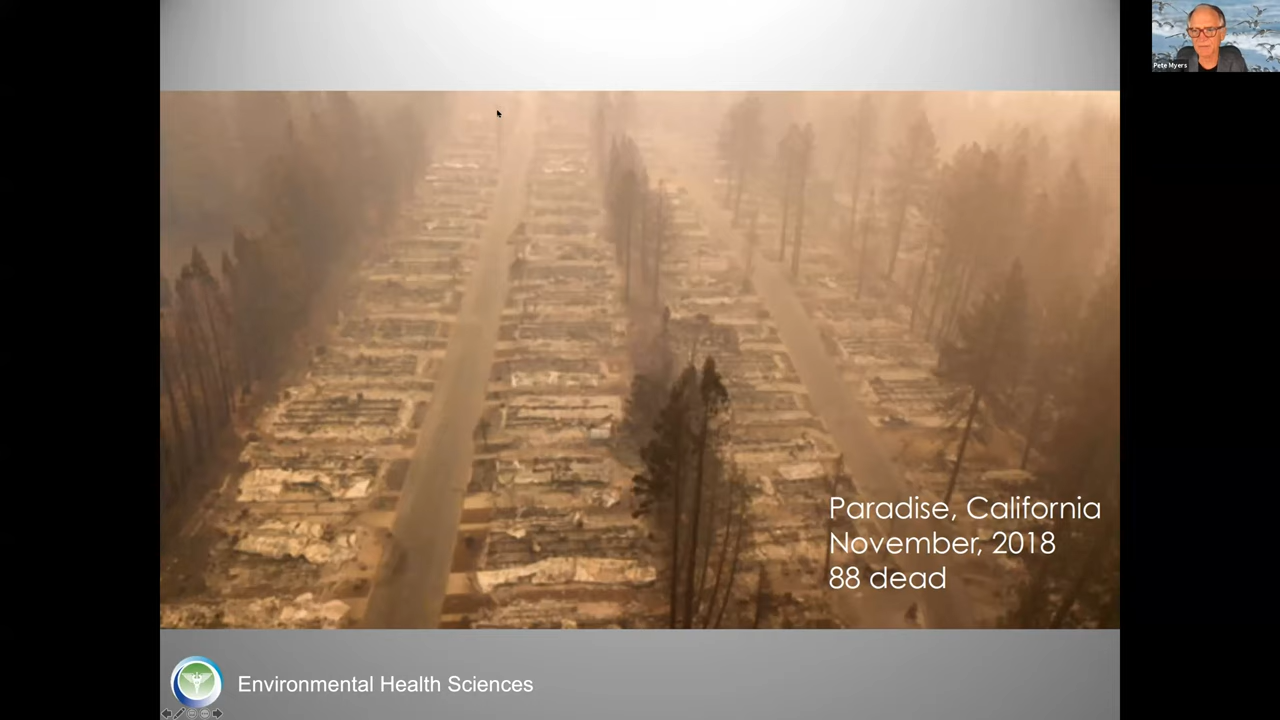 Pete Myers
Paradise, California
November, 2018
88 dead
Environmental Health Sciences